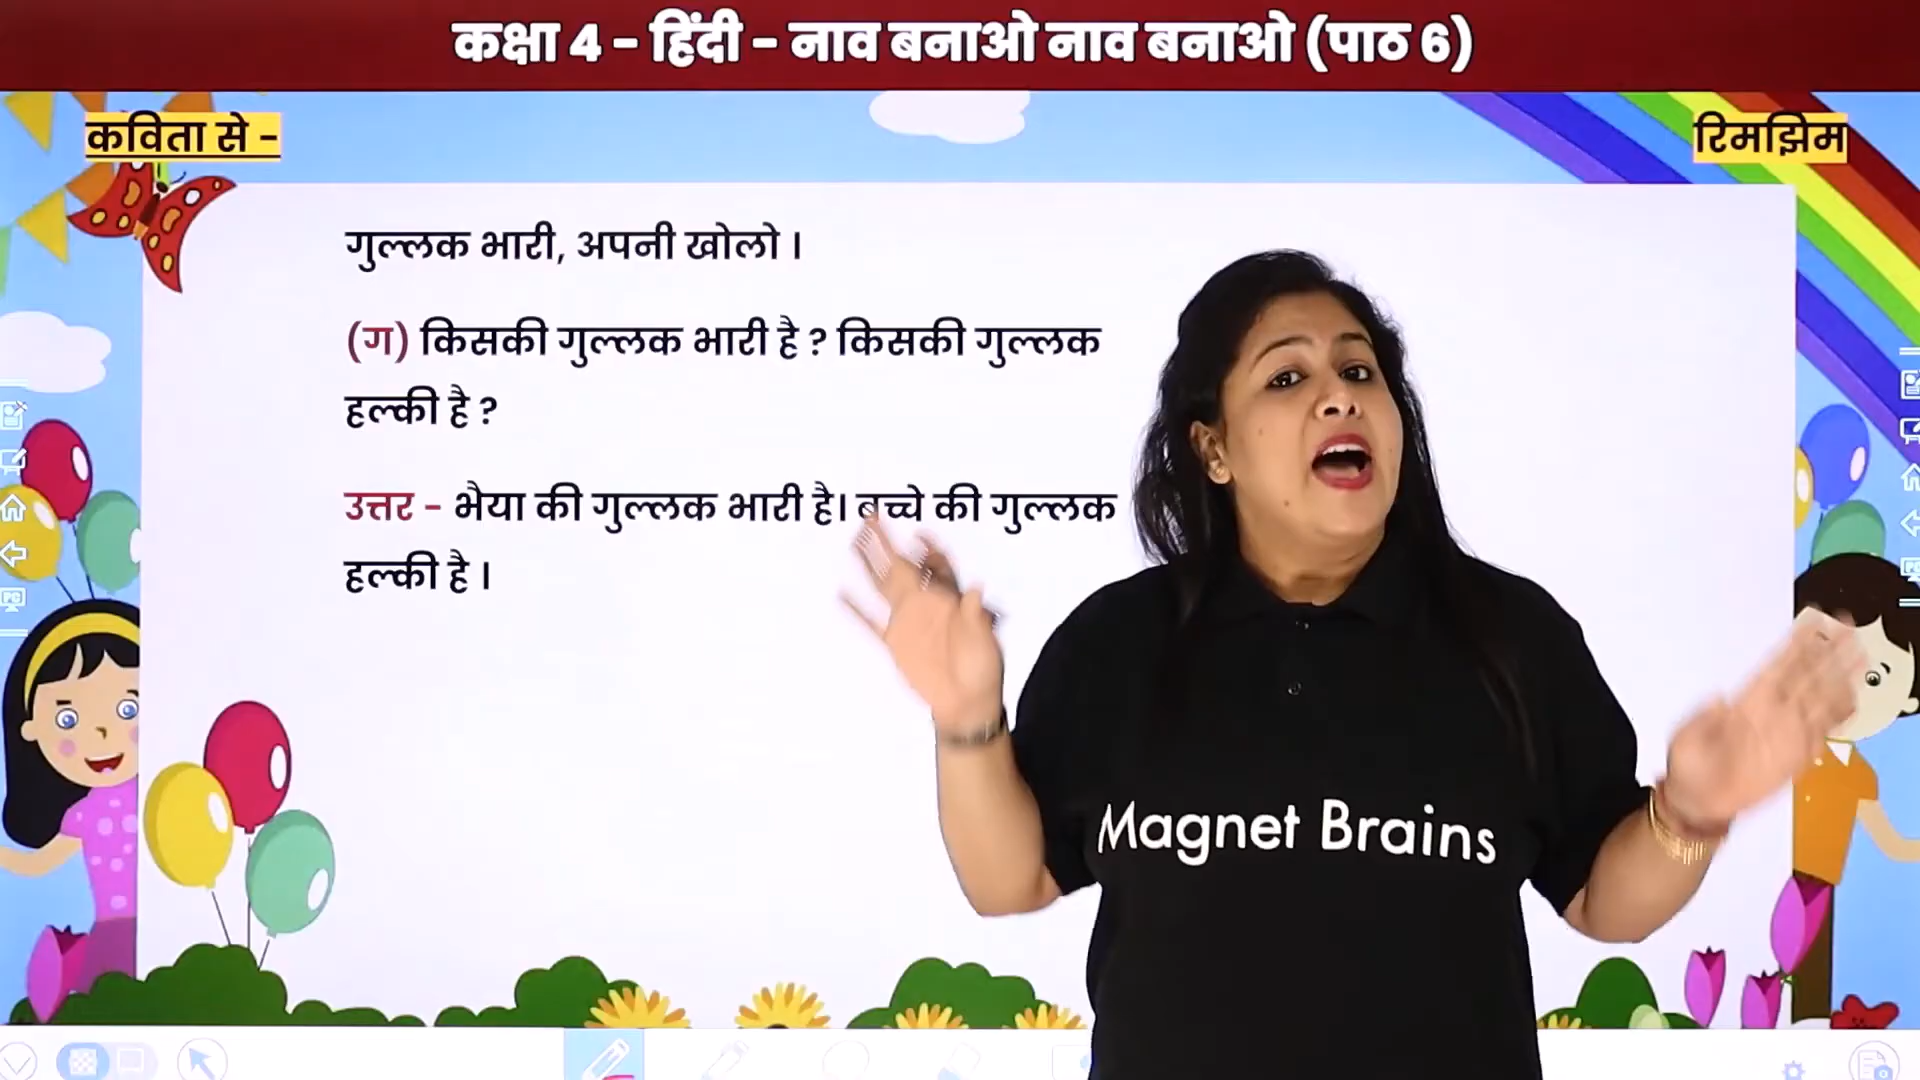 कक्षा 4 - हिंदी - नाव बनाओ नाव बनाओ (पाठ 6)
कविता से -
रिमझिम
गुल्लक भारी, अपनी खोलो ।
(ग) किसकी गुल्लक भारी है ? किसकी गुल्लक
हल्की है ?
उत्तर - भैया की गुल्लक भारी है। बच्चे की गुल्लक
हल्की है ।
Magnet Brains